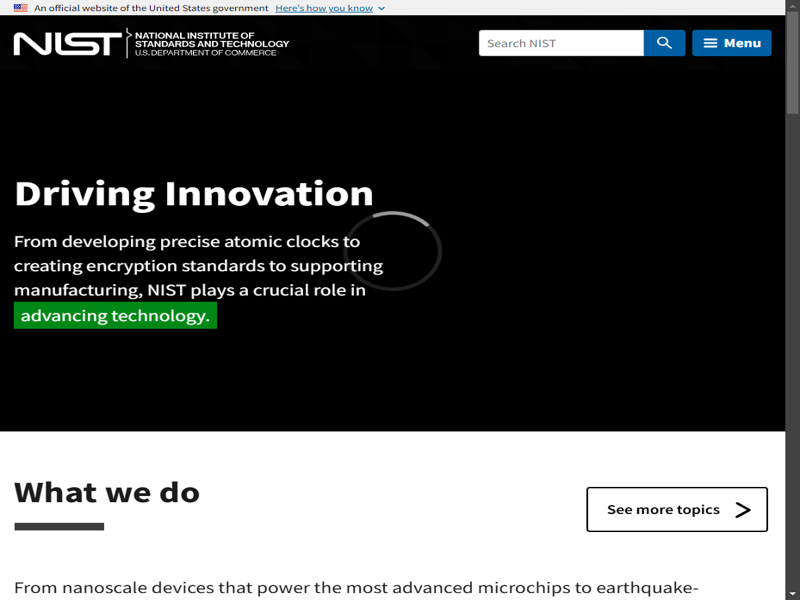 An official website of the United States government Here's how you know
NIST NATIONAL INSTITUTE OF
STANDARDS AND TECHNOLOGY
U.S. DEPARTMENT OF COMMERCE
Search NIST
Menu
Driving Innovation
From developing precise atomic clocks to
creating encryption standards to supporting
manufacturing, NIST plays a crucial role in
advancing technology.
What we do
See more topics
From nanoscale devices that power the most advanced microchips to earthquake-